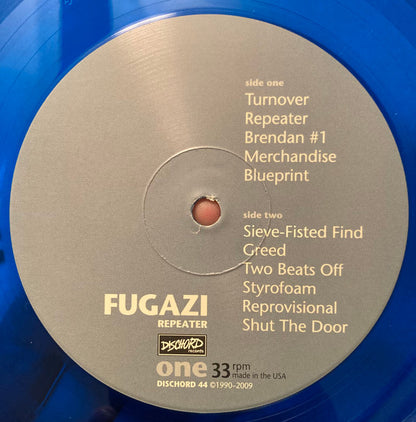 side one
Turnover
Repeater
Brendan #1
Merchandise
Blueprint
side two
Sieve-Fisted Find
Greed
Two Beats Off
Styrofoam
Reprovisional
Shut The Door
FUGAZI
REPEATER
DISCHORD
records
one 33 rpm
made in the USA
DISCHORD 44 ©1990–2009